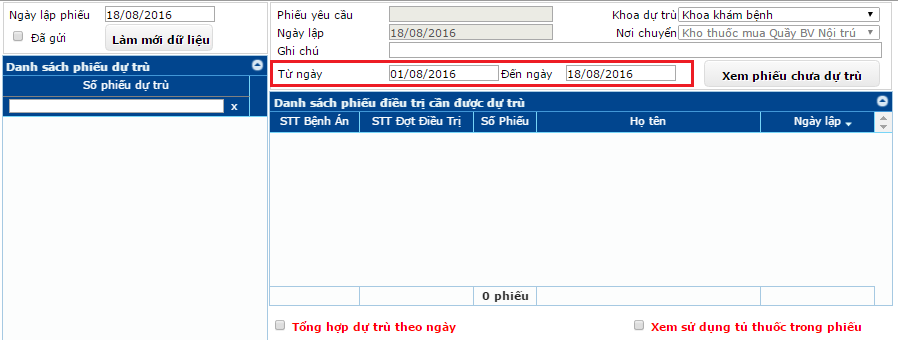 Ngày lập phiếu 18/08/2016
Đã gửi Làm mới dữ liệu
Danh sách phiếu dự trù
Số phiếu dự trù
x
Phiếu yêu cầu Khoa dự trù Khoa khám bệnh
Ngày lập 18/08/2016 Nơi chuyển Kho thuốc mua Quầy BV Nội trú
Ghi chú
Từ ngày 01/08/2016 Đến ngày 18/08/2016 Xem phiếu chưa dự trù
Danh sách phiếu điều trị cần được dự trù
STT Bệnh Án STT Đợt Điều Trị Số Phiếu Họ tên Ngày lập
0 phiếu
Tổng hợp dự trù theo ngày Xem sử dụng tủ thuốc trong phiếu